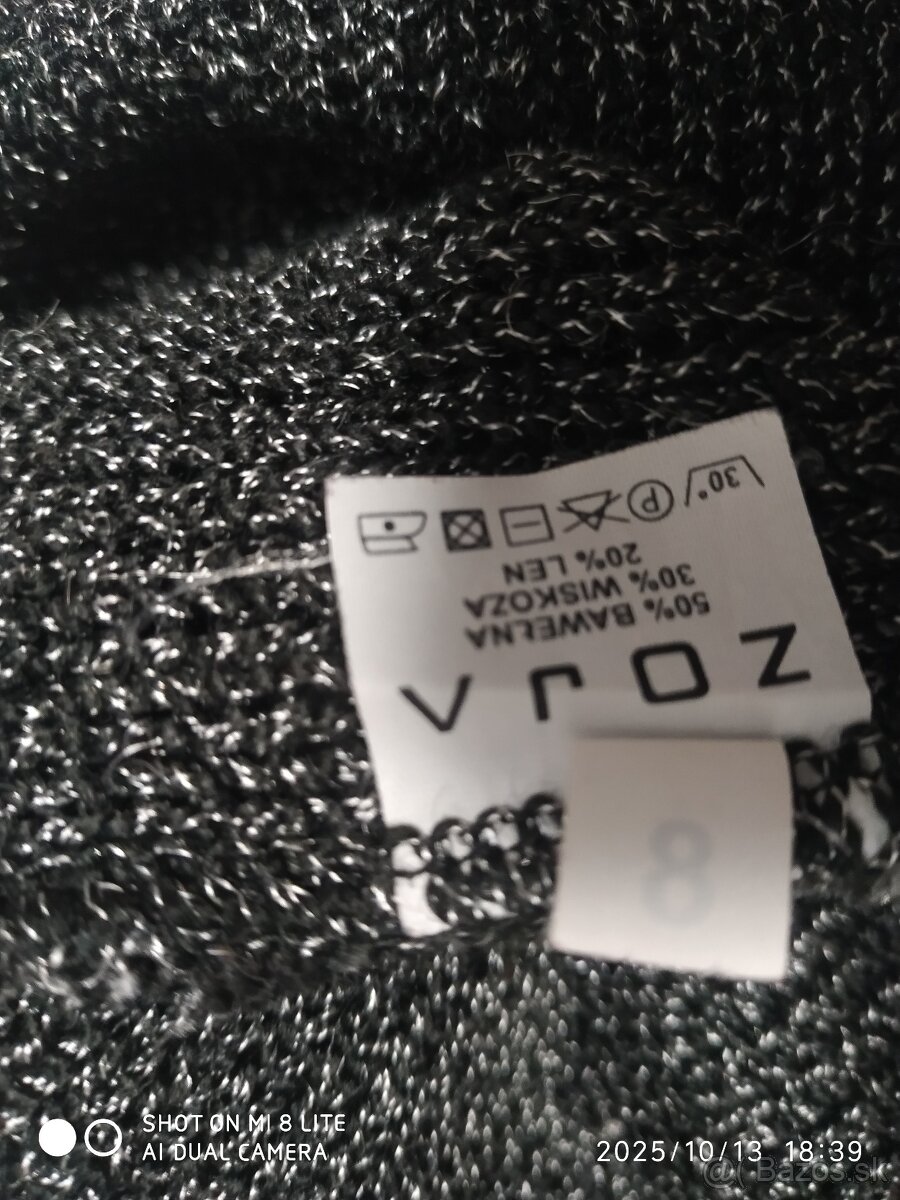 ZOJA
50% BAWEŁNA
30% WISKOZA
20% LEN
30° P
8
SHOT ON MI 8 LITE
AI DUAL CAMERA
2025/10/13 18:39
Bazos.sk